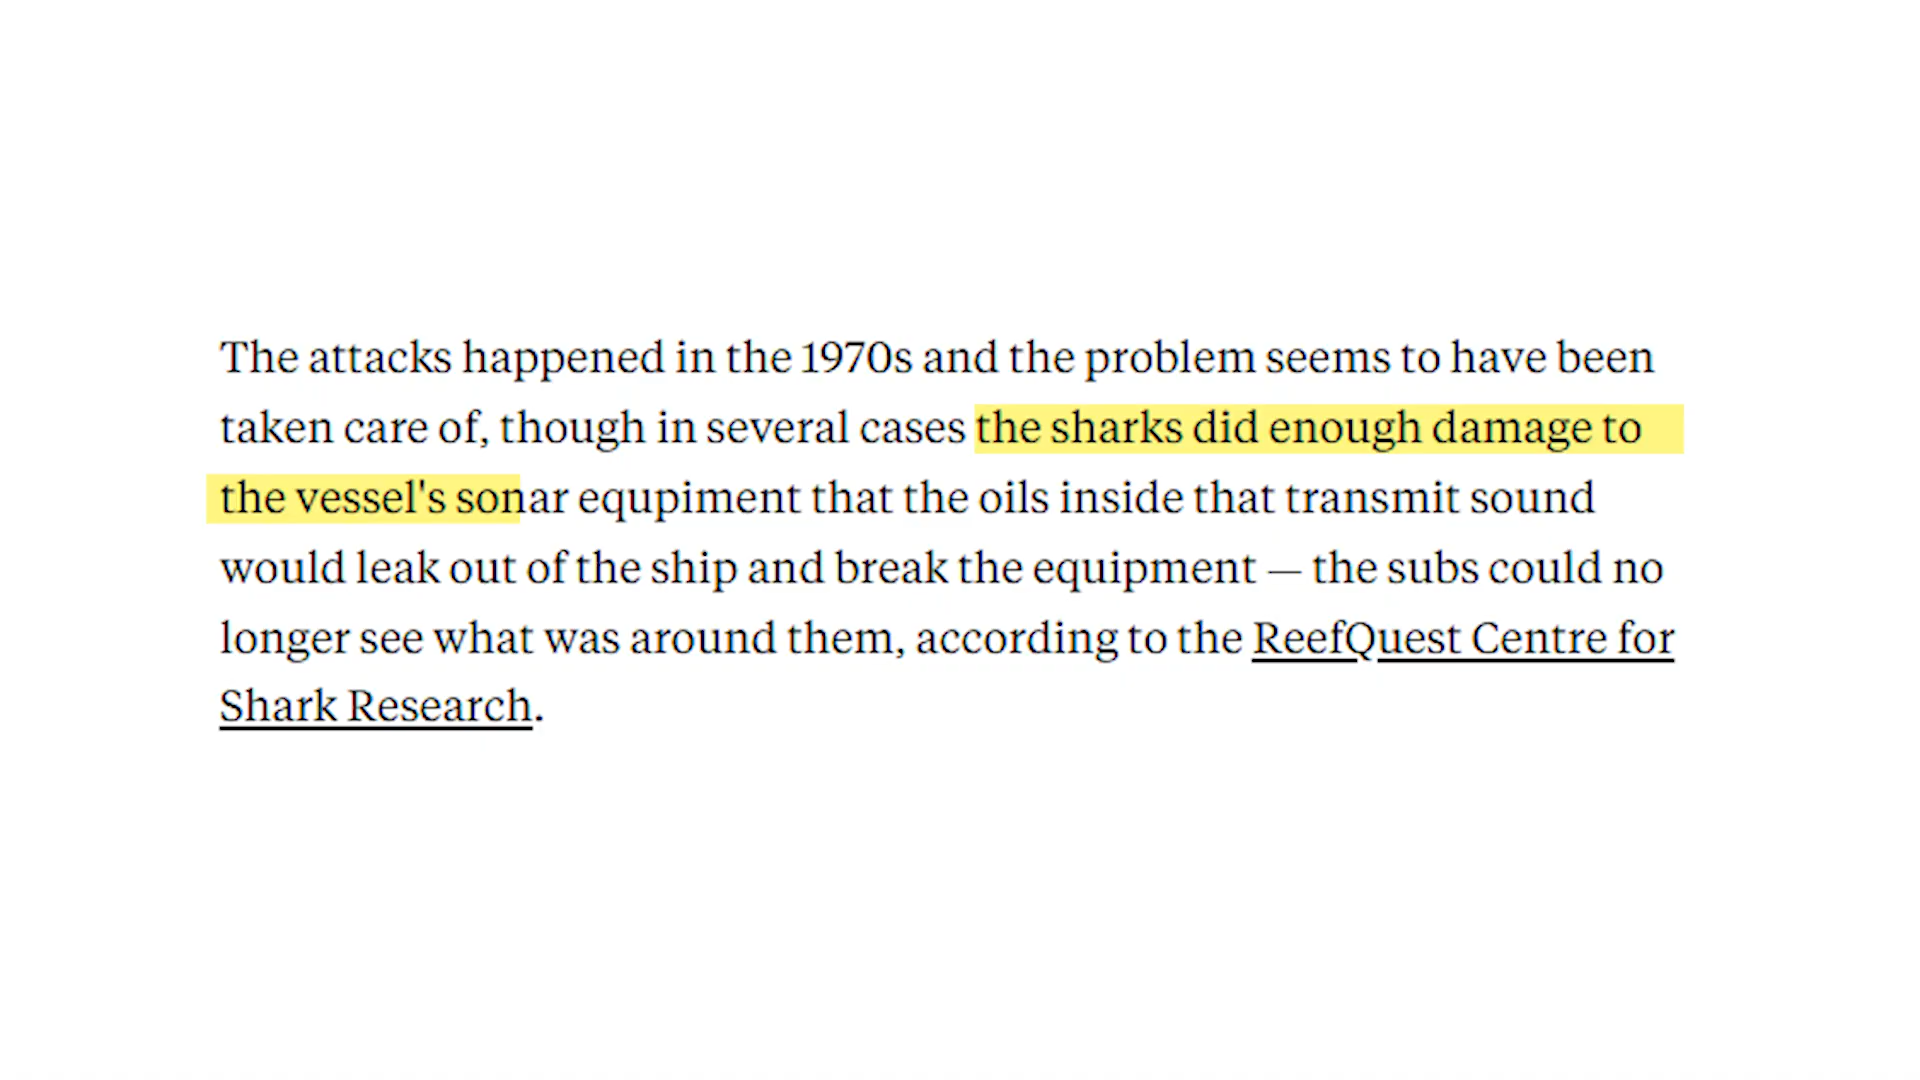 The attacks happened in the 1970s and the problem seems to have been
taken care of, though in several cases the sharks did enough damage to
the vessel's sonar equpiment that the oils inside that transmit sound
would leak out of the ship and break the equipment — the subs could no
longer see what was around them, according to the ReefQuest Centre for
Shark Research.